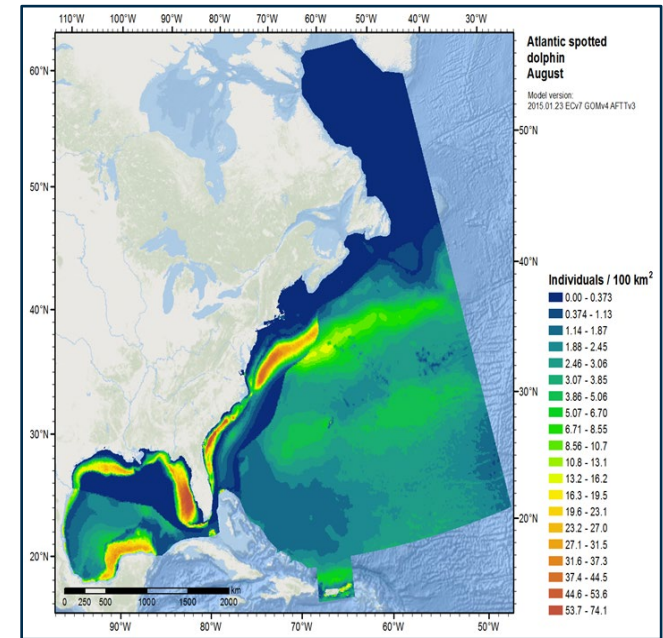 110°W 100°W 90°W 80°W 70°W 60°W 50°W 40°W 30°W
Atlantic spotted
dolphin
August
Model version:
2015.01.23 ECv7 GOMv4 AFTTv3
60°N
50°N
50°N
40°N
40°N
30°N
30°N
20°N
20°N
Individuals / 100 km²
0.00 - 0.373
0.374 - 1.13
1.14 - 1.87
1.88 - 2.45
2.46 - 3.06
3.07 - 3.85
3.86 - 5.06
5.07 - 6.70
6.71 - 8.55
8.56 - 10.7
10.8 - 13.1
13.2 - 16.2
16.3 - 19.5
19.6 - 23.1
23.2 - 27.0
27.1 - 31.5
31.6 - 37.3
37.4 - 44.5
44.6 - 53.6
53.7 - 74.1
km
0 250 500 1000 1500 2000
90°W 80°W 70°W 60°W 50°W